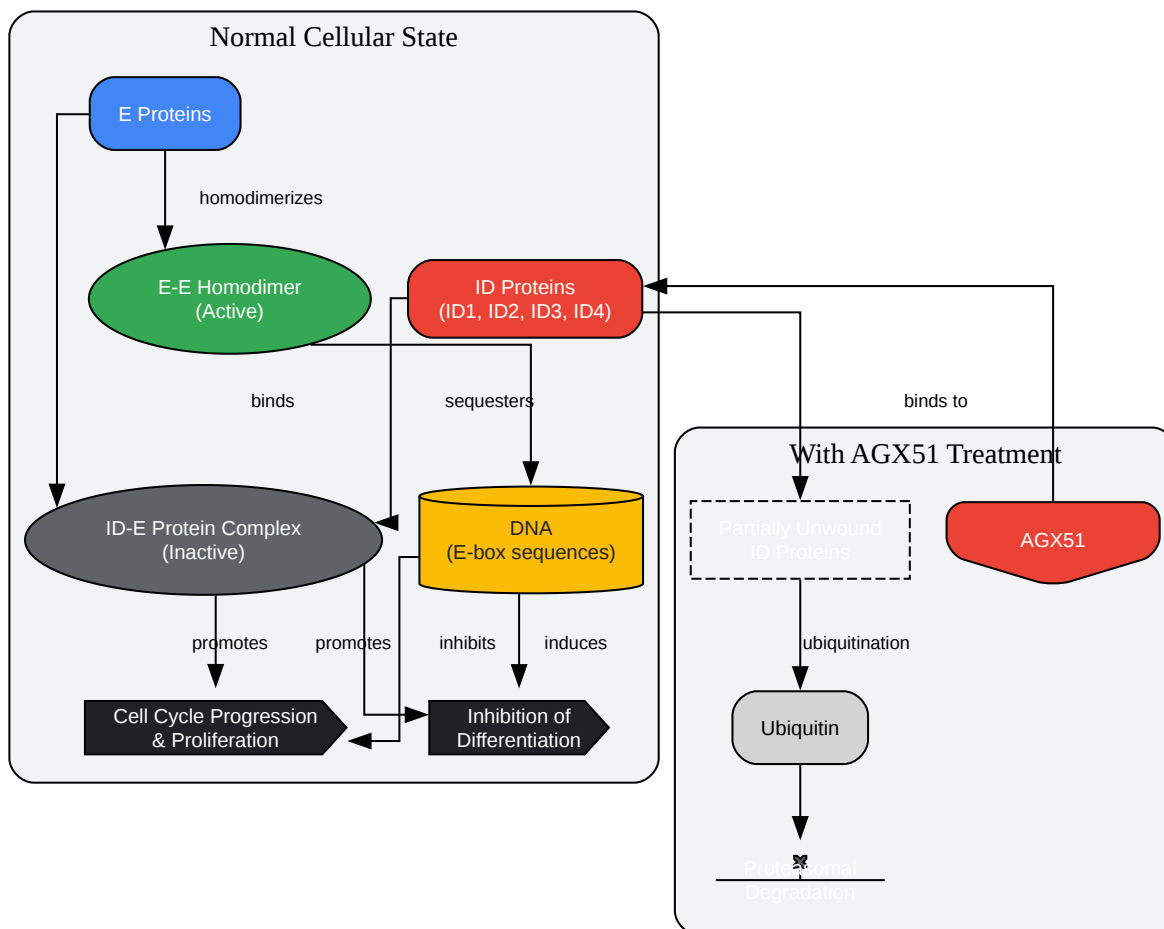 Normal Cellular State
E Proteins
homodimerizes
E-E Homodimer
(Active)
ID Proteins
(ID1, ID2, ID3, ID4)
binds
sequesters
binds to
With AGX51 Treatment
ID-E Protein Complex
(Inactive)
DNA
(E-box sequences)
Partially Unwound
ID Proteins
AGX51
promotes
promotes
inhibits
induces
ubiquitination
Cell Cycle Progression
& Proliferation
Inhibition of
Differentiation
Ubiquitin
Proteasomal
Degradation